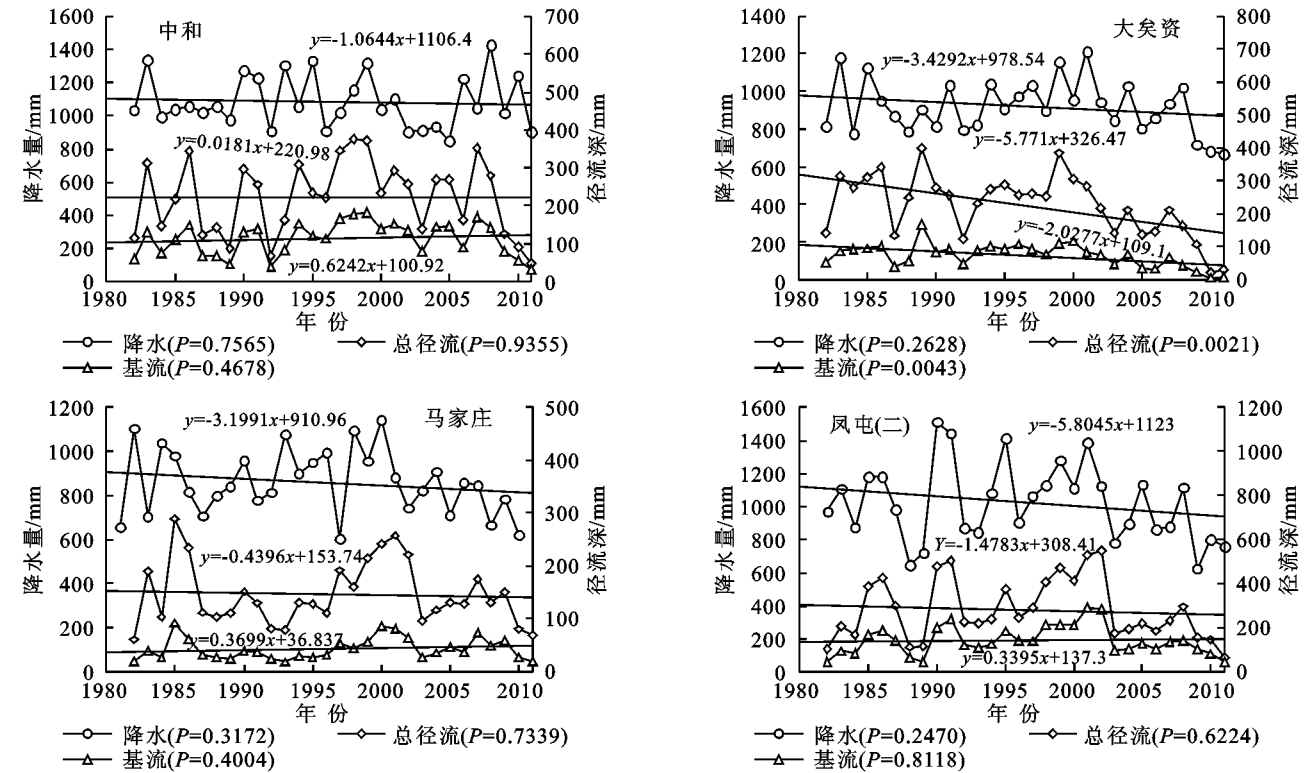 中和
y=-1.0644x+1106.4
y=0.0181x+220.98
y=0.6242x+100.92
降水量/mm
1600
1400
1200
1000
800
600
400
200
0
径流深/mm
700
600
500
400
300
200
100
0
1980 1985 1990 1995 2000 2005 2010
年 份
降水(P=0.7565) 总径流(P=0.9355)
基流(P=0.4678)
大矣资
y=-3.4292x+978.54
y=-5.771x+326.47
y=-2.0277x+109.1
降水量/mm
1400
1200
1000
800
600
400
200
0
径流深/mm
800
700
600
500
400
300
200
100
0
1980 1985 1990 1995 2000 2005 2010
年 份
降水(P=0.2628) 总径流(P=0.0021)
基流(P=0.0043)
马家庄
y=-3.1991x+910.96
y=-0.4396x+153.74
y=0.3699x+36.837
降水量/mm
1200
1000
800
600
400
200
0
径流深/mm
500
400
300
200
100
0
1980 1985 1990 1995 2000 2005 2010
年 份
降水(P=0.3172) 总径流(P=0.7339)
基流(P=0.4004)
凤屯(二)
y=-5.8045x+1123
Y=-1.4783x+308.41
y=0.3395x+137.3
降水量/mm
1600
1400
1200
1000
800
600
400
200
0
径流深/mm
1200
1000
800
600
400
200
0
1980 1985 1990 1995 2000 2005 2010
年 份
降水(P=0.2470) 总径流(P=0.6224)
基流(P=0.8118)